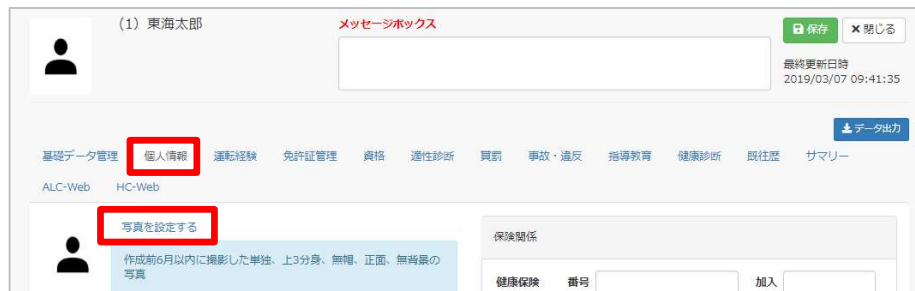 (1) 東海太郎
メッセージボックス
保存
×閉じる
最終更新日時
2019/03/07 09:41:35
データ出力
基礎データ管理 個人情報 運転経験 免許証管理 資格 適性診断 賞罰 事故・違反 指導教育 健康診断 既往歴 サマリー
ALC-Web HC-Web
写真を設定する
作成前6月以内に撮影した単独、上3分身、無帽、正面、無背景の
写真
保険関係
健康保険 番号 加入